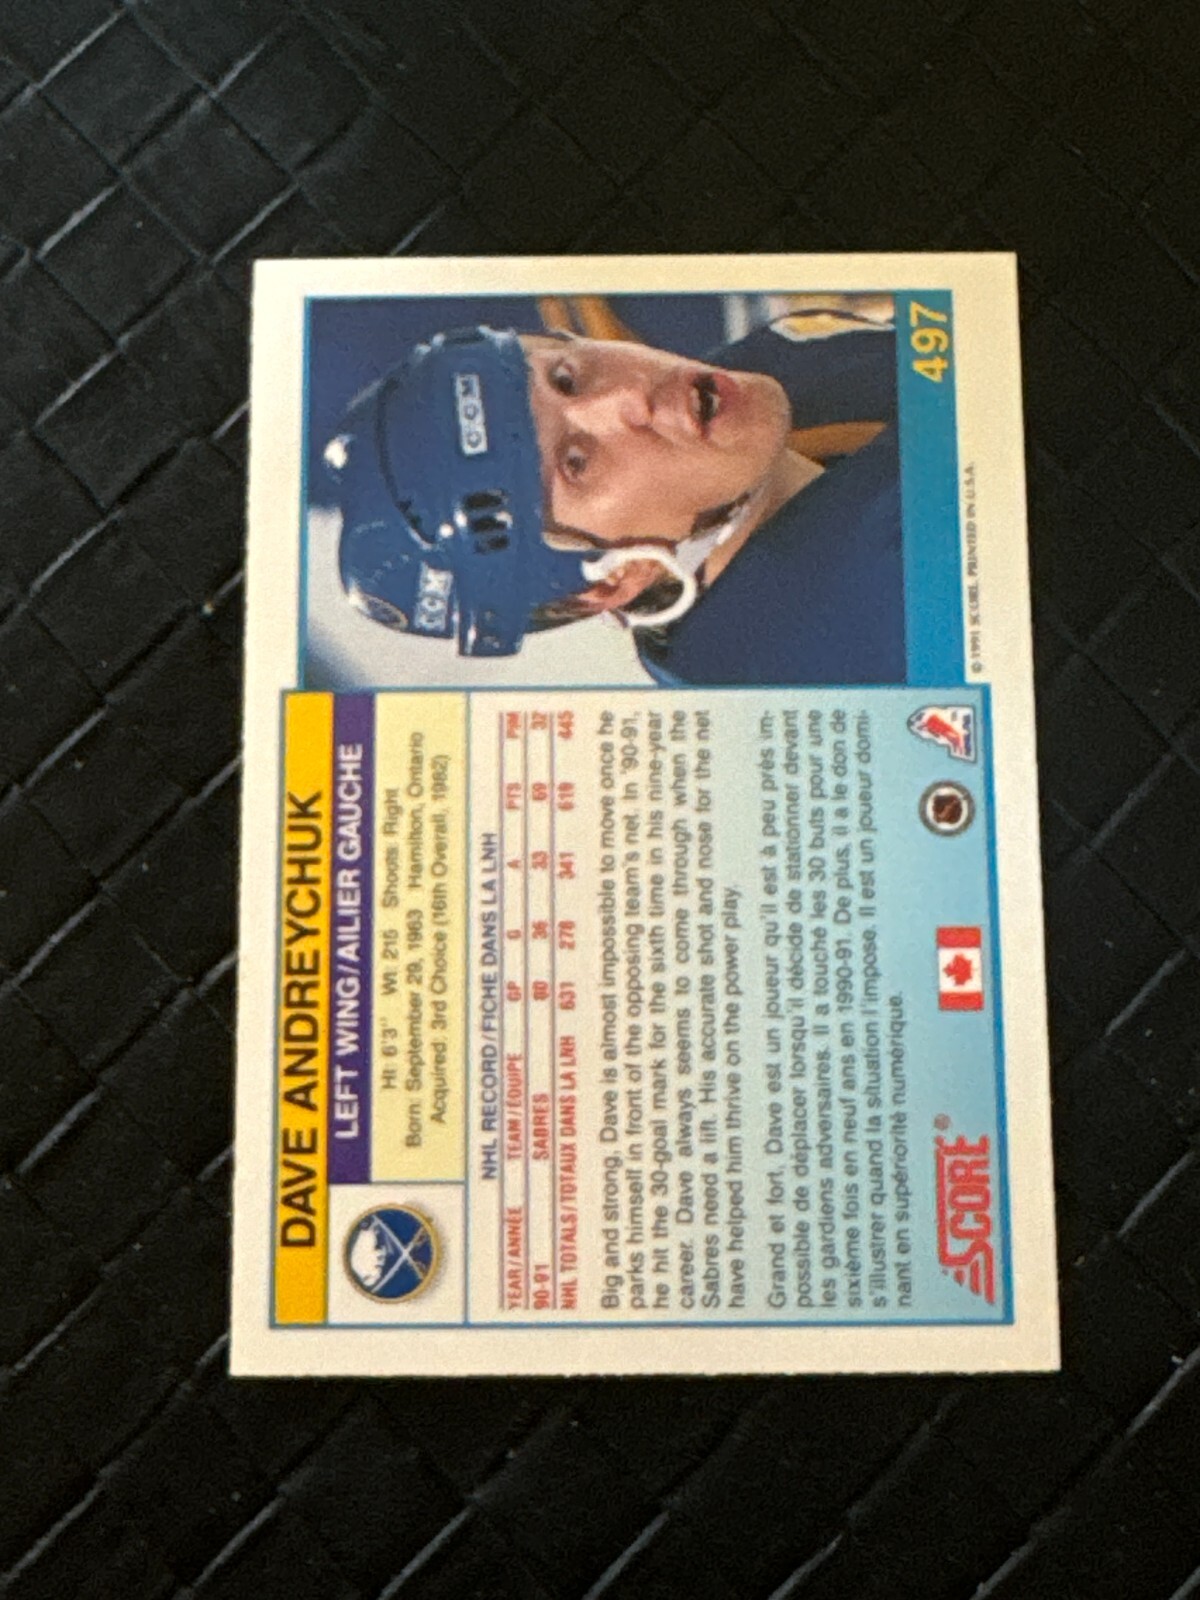 DAVE ANDREYCHUK
LEFT WING/AILIER GAUCHE
Ht: 6'3" Wt: 215 Shoots: Right
Born: September 29, 1963 Hamilton, Ontario
Acquired: 3rd Choice (16th Overall, 1982)
NHL RECORD/FICHE DANS LA LNH
YEAR/ANNÉE TEAM/ÉQUIPE GP G A PTS PIM
90-91 SABRES 80 36 33 69 32
NHL TOTALS/TOTAUX DANS LA LNH 631 278 341 619 445
Big and strong, Dave is almost impossible to move once he
parks himself in front of the opposing team's net. In '90-91,
he hit the 30-goal mark for the sixth time in his nine-year
career. Dave always seems to come through when the
Sabres need a lift. His accurate shot and nose for the net
have helped him thrive on the power play.
Grand et fort, Dave est un joueur qu'il est à peu près im-
possible de déplacer lorsqu'il décide de stationner devant
les gardiens adversaires. Il a touché les 30 buts pour une
sixième fois en neuf ans en 1990-91. De plus, il a le don de
s'illustrer quand la situation l'impose. Il est un joueur domi-
nant en supériorité numérique.
SCORE®
CCM
CCM
497
© 1991 SCORE, PRINTED IN U.S.A.